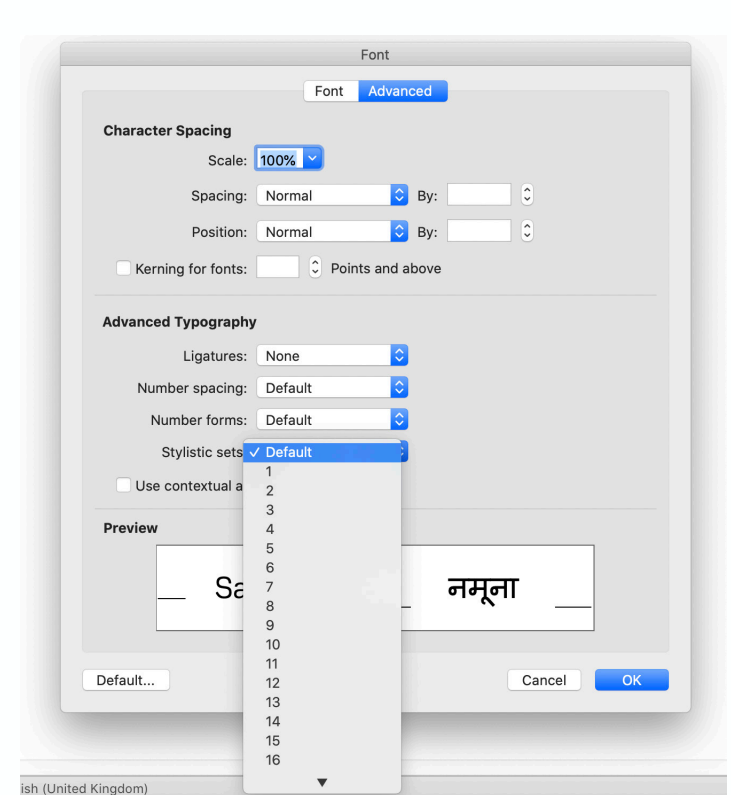 Font
Font Advanced
Character Spacing
Scale: 100%
Spacing: Normal By:
Position: Normal By:
Kerning for fonts: Points and above
Advanced Typography
Ligatures: None
Number spacing: Default
Number forms: Default
Stylistic sets ✓ Default
1
Use contextual a
2
3
4
Preview
5
6
Sa
7
नमूना
8
9
10
11
Default...
12
Cancel OK
13
14
15
16
ish (United Kingdom)